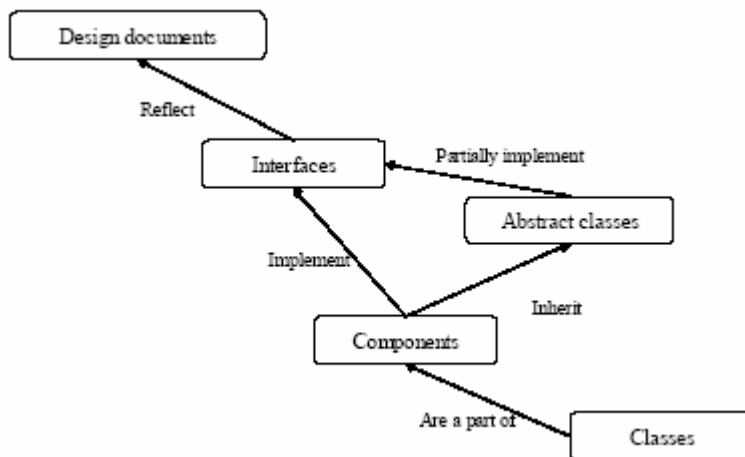 Design documents
Reflect
Partially implement
Interfaces
Abstract classes
Implement
Inherit
Components
Are a part of
Classes